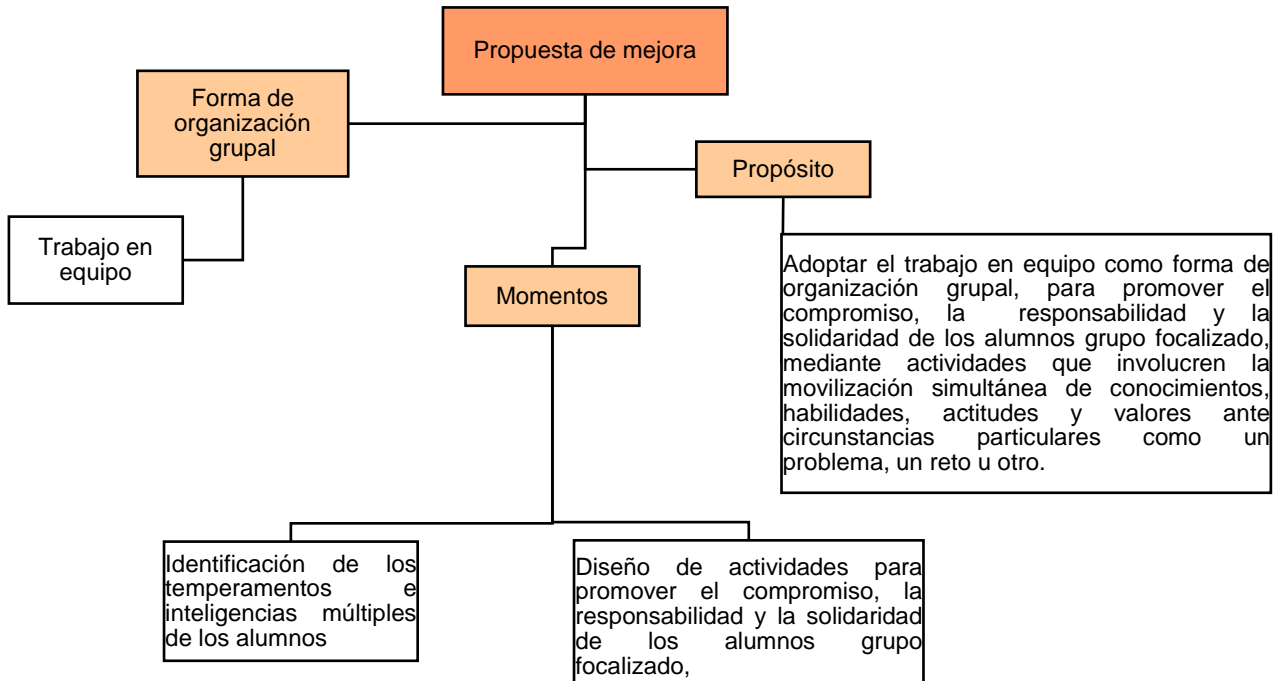 Propuesta de mejora
Forma de
organización
grupal
Propósito
Trabajo en
equipo
Momentos
Adoptar el trabajo en equipo como forma de
organización grupal, para promover el
compromiso, la responsabilidad y la
solidaridad de los alumnos grupo focalizado,
mediante actividades que involucren la
movilización simultánea de conocimientos,
habilidades, actitudes y valores ante
circunstancias particulares como un
problema, un reto u otro.
Identificación de los
temperamentos e
inteligencias múltiples
de los alumnos
Diseño de actividades para
promover el compromiso, la
responsabilidad y la solidaridad
de los alumnos grupo
focalizado,